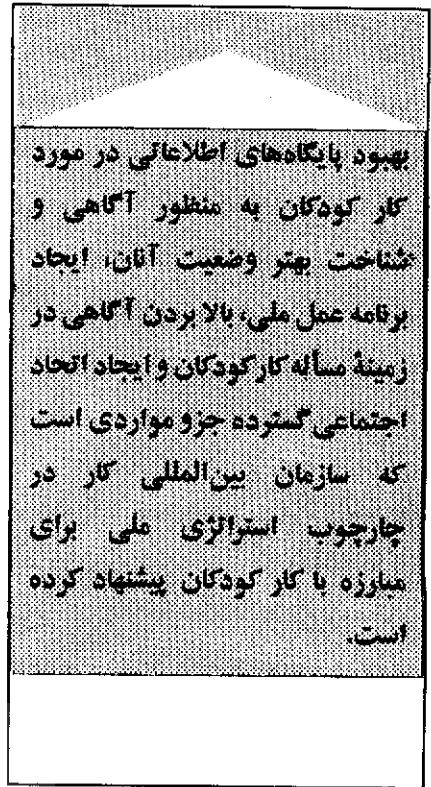 بهبود پایگاه‌های اطلاعاتی در مورد
کار کودکان به منظور آگاهی و
شناخت بهتر وضعیت آنان، ایجاد
برنامه عمل ملی، بالا بردن آگاهی در
زمینهٔ مسأله کار کودکان و ایجاد اتحاد
اجتماعی گسترده جزو مواردی است
که سازمان بین‌المللی کار در
چارچوب استراتژی ملی برای
مبارزه با کار کودکان پیشنهاد کرده
است.